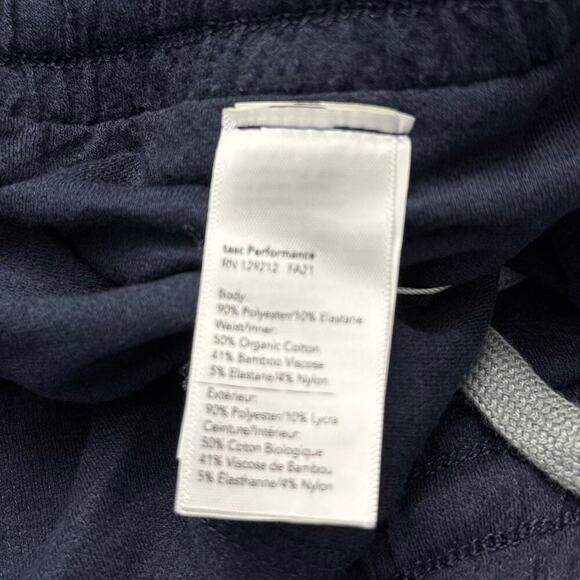 tasc Performance
RN 129212 FA21
Body:
90% Polyester/10% Elastane
Waist/Inner:
50% Organic Cotton
41% Bamboo Viscose
5% Elastane/4% Nylon
Extérieur:
90% Polyester/10% Lycra
Ceinture/Intérieur:
50% Coton Biologique
41% Viscose de Bambou
5% Elasthanne/4% Nylon